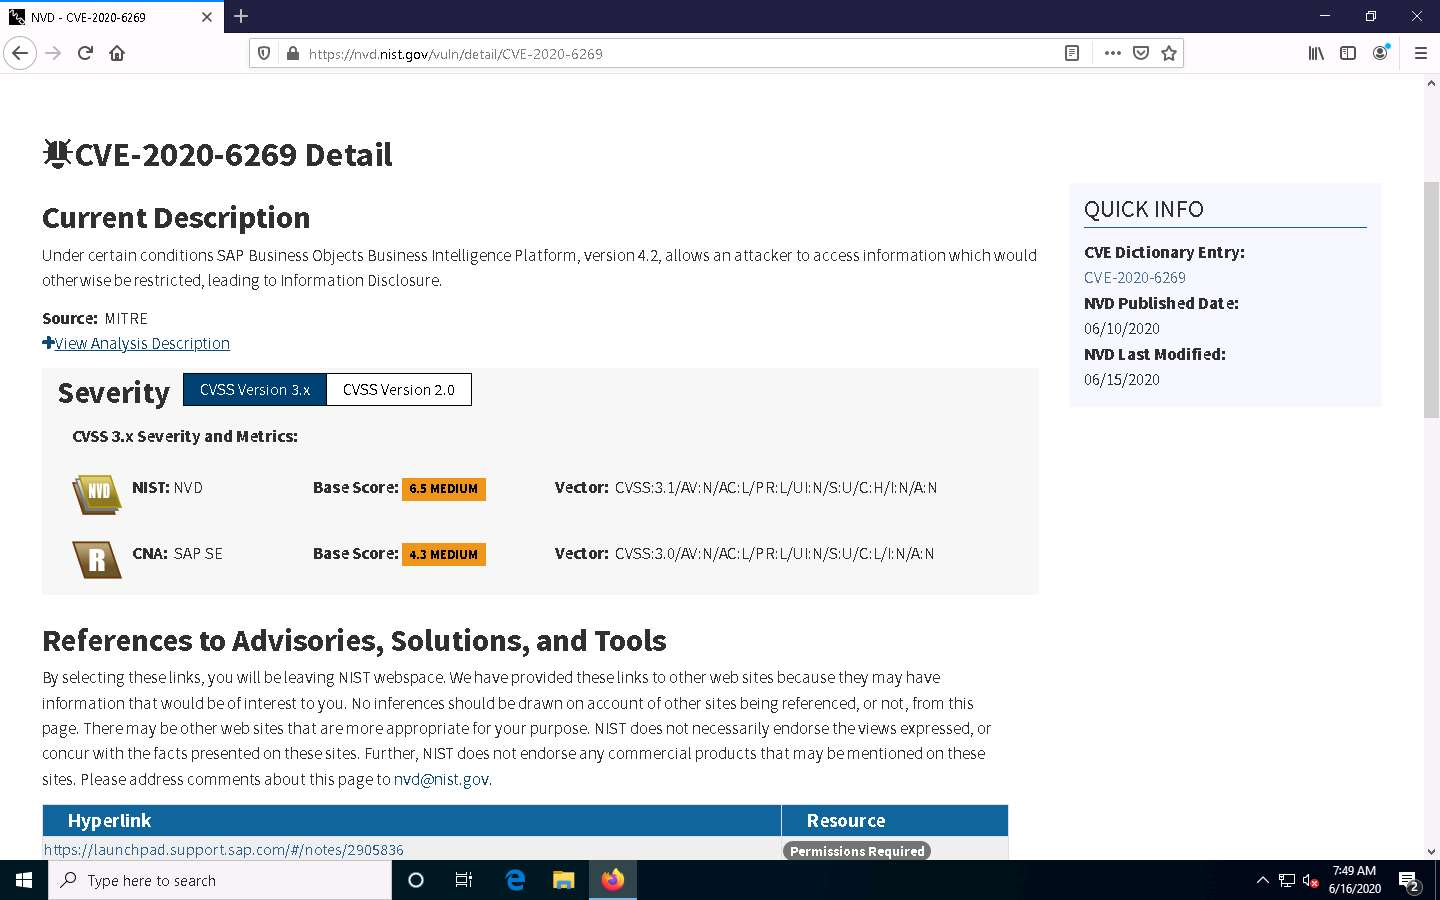 NVD - CVE-2020-6269
https://nvd.nist.gov/vuln/detail/CVE-2020-6269
CVE-2020-6269 Detail
Current Description
Under certain conditions SAP Business Objects Business Intelligence Platform, version 4.2, allows an attacker to access information which would
otherwise be restricted, leading to Information Disclosure.
Source: MITRE
View Analysis Description
Severity CVSS Version 3.x CVSS Version 2.0
CVSS 3.x Severity and Metrics:
NVD NIST: NVD Base Score: 6.5 MEDIUM Vector: CVSS:3.1/AV:N/AC:L/PR:L/UI:N/S:U/C:H/I:N/A:N
R CNA: SAP SE Base Score: 4.3 MEDIUM Vector: CVSS:3.0/AV:N/AC:L/PR:L/UI:N/S:U/C:L/I:N/A:N
References to Advisories, Solutions, and Tools
By selecting these links, you will be leaving NIST webspace. We have provided these links to other web sites because they may have
information that would be of interest to you. No inferences should be drawn on account of other sites being referenced, or not, from this
page. There may be other web sites that are more appropriate for your purpose. NIST does not necessarily endorse the views expressed, or
concur with the facts presented on these sites. Further, NIST does not endorse any commercial products that may be mentioned on these
sites. Please address comments about this page to nvd@nist.gov.
Hyperlink Resource
https://launchpad.support.sap.com/#/notes/2905836 Permissions Required
QUICK INFO
CVE Dictionary Entry:
CVE-2020-6269
NVD Published Date:
06/10/2020
NVD Last Modified:
06/15/2020
Type here to search
7:49 AM
6/16/2020
2